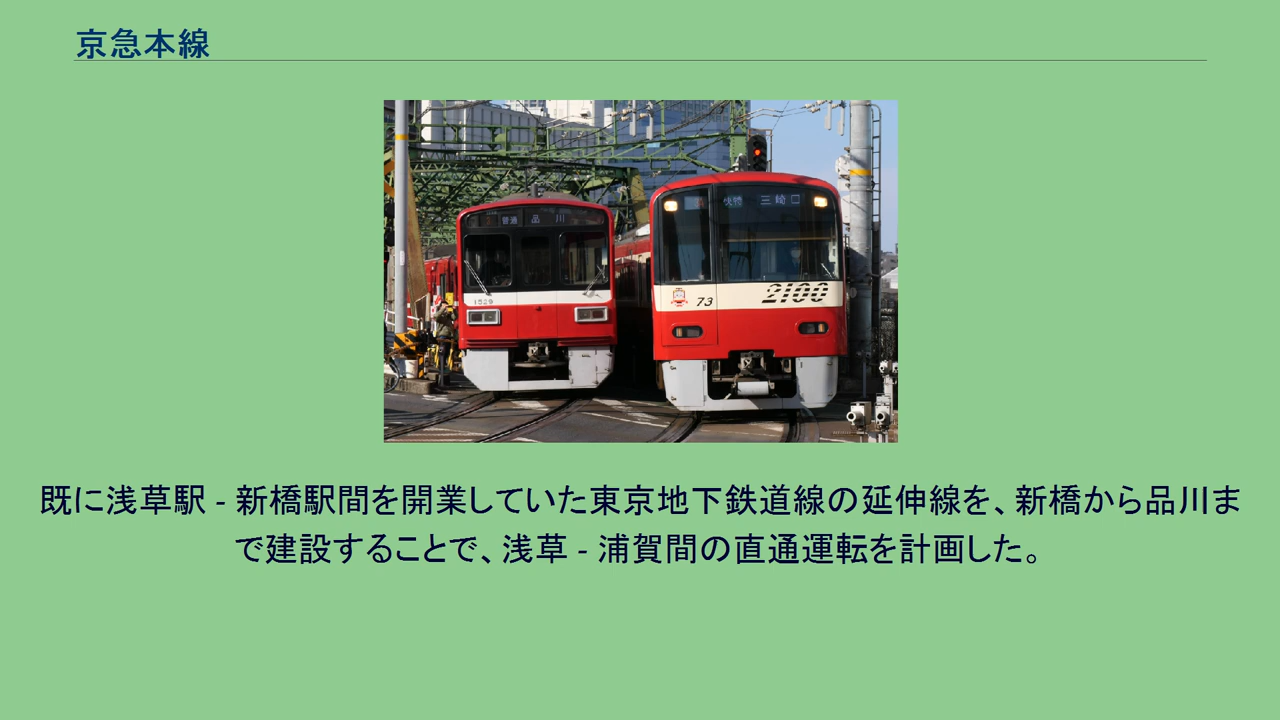 京急本線
普通 品川
快特 三崎口
1529
73
2100
既に浅草駅 - 新橋駅間を開業していた東京地下鉄道線の延伸線を、新橋から品川ま
で建設することで、浅草 - 浦賀間の直通運転を計画した。